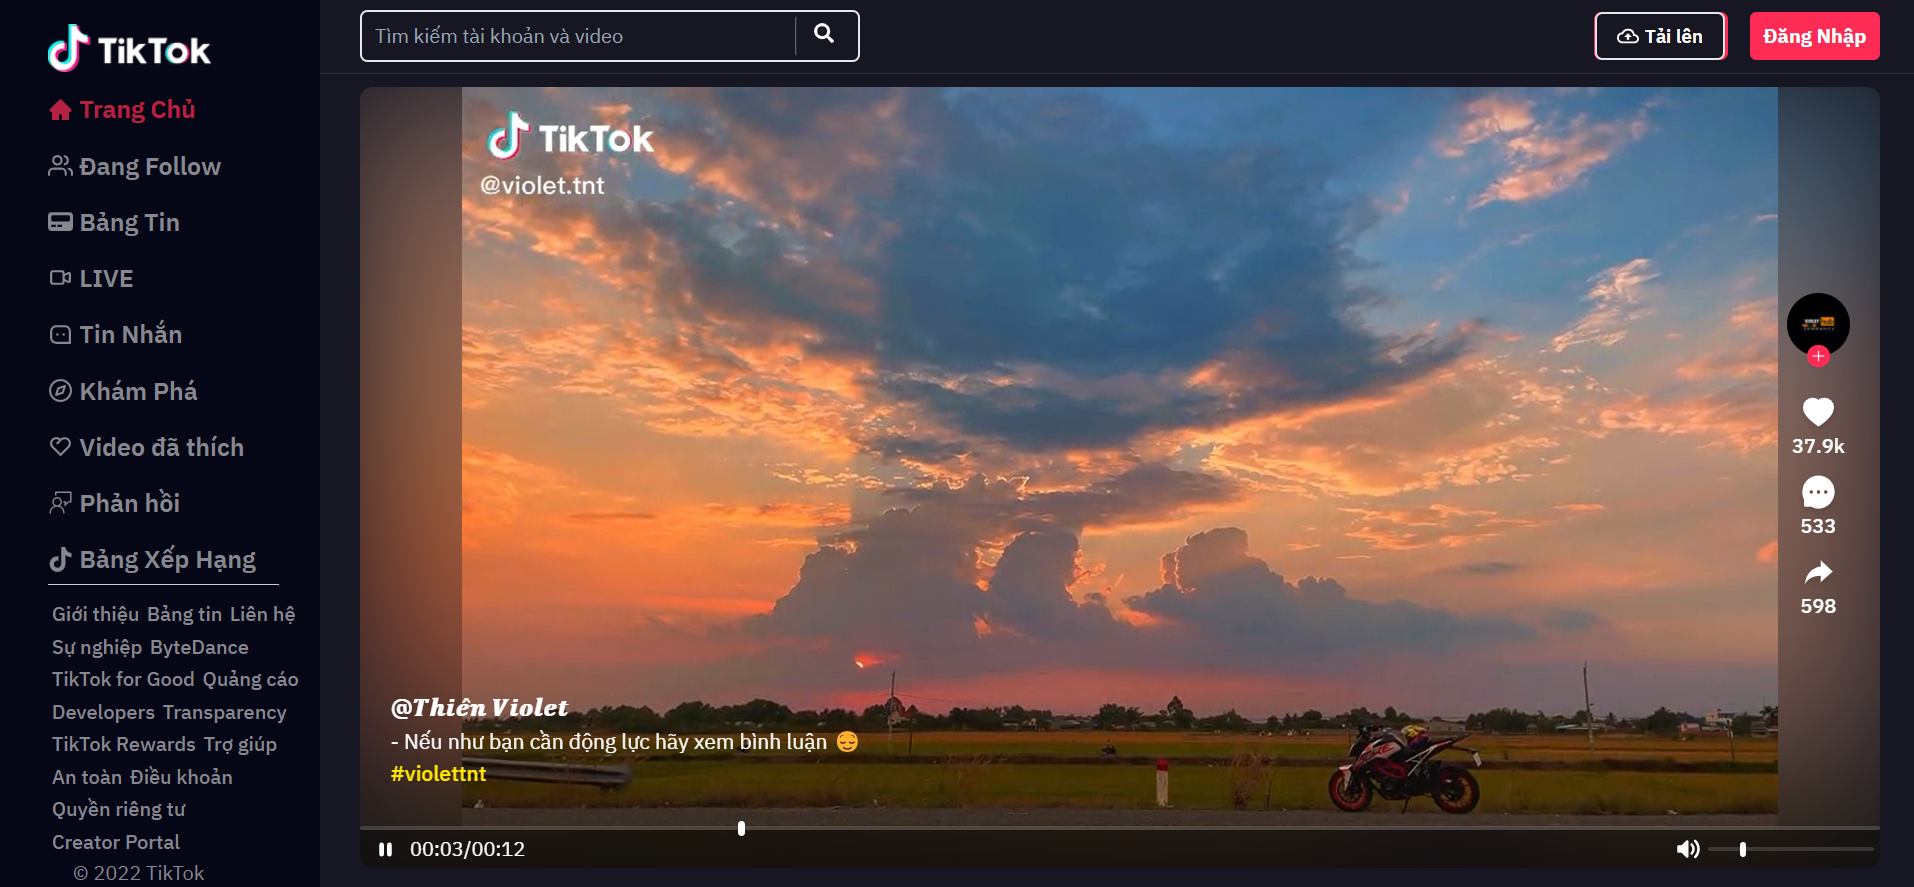 TikTok
Trang Chủ
Đang Follow
Bảng Tin
LIVE
Tin Nhắn
Khám Phá
Video đã thích
Phản hồi
Bảng Xếp Hạng
Giới thiệu Bảng tin Liên hệ
Sự nghiệp ByteDance
TikTok for Good Quảng cáo
Developers Transparency
TikTok Rewards Trợ giúp
An toàn Điều khoản
Quyền riêng tư
Creator Portal
© 2022 TikTok
Tìm kiếm tài khoản và video
Tải lên
Đăng Nhập
TikTok
@violet.tnt
37.9k
533
598
@Thiên Violet
- Nếu như bạn cần động lực hãy xem bình luận 😌
#violettnt
00:03/00:12